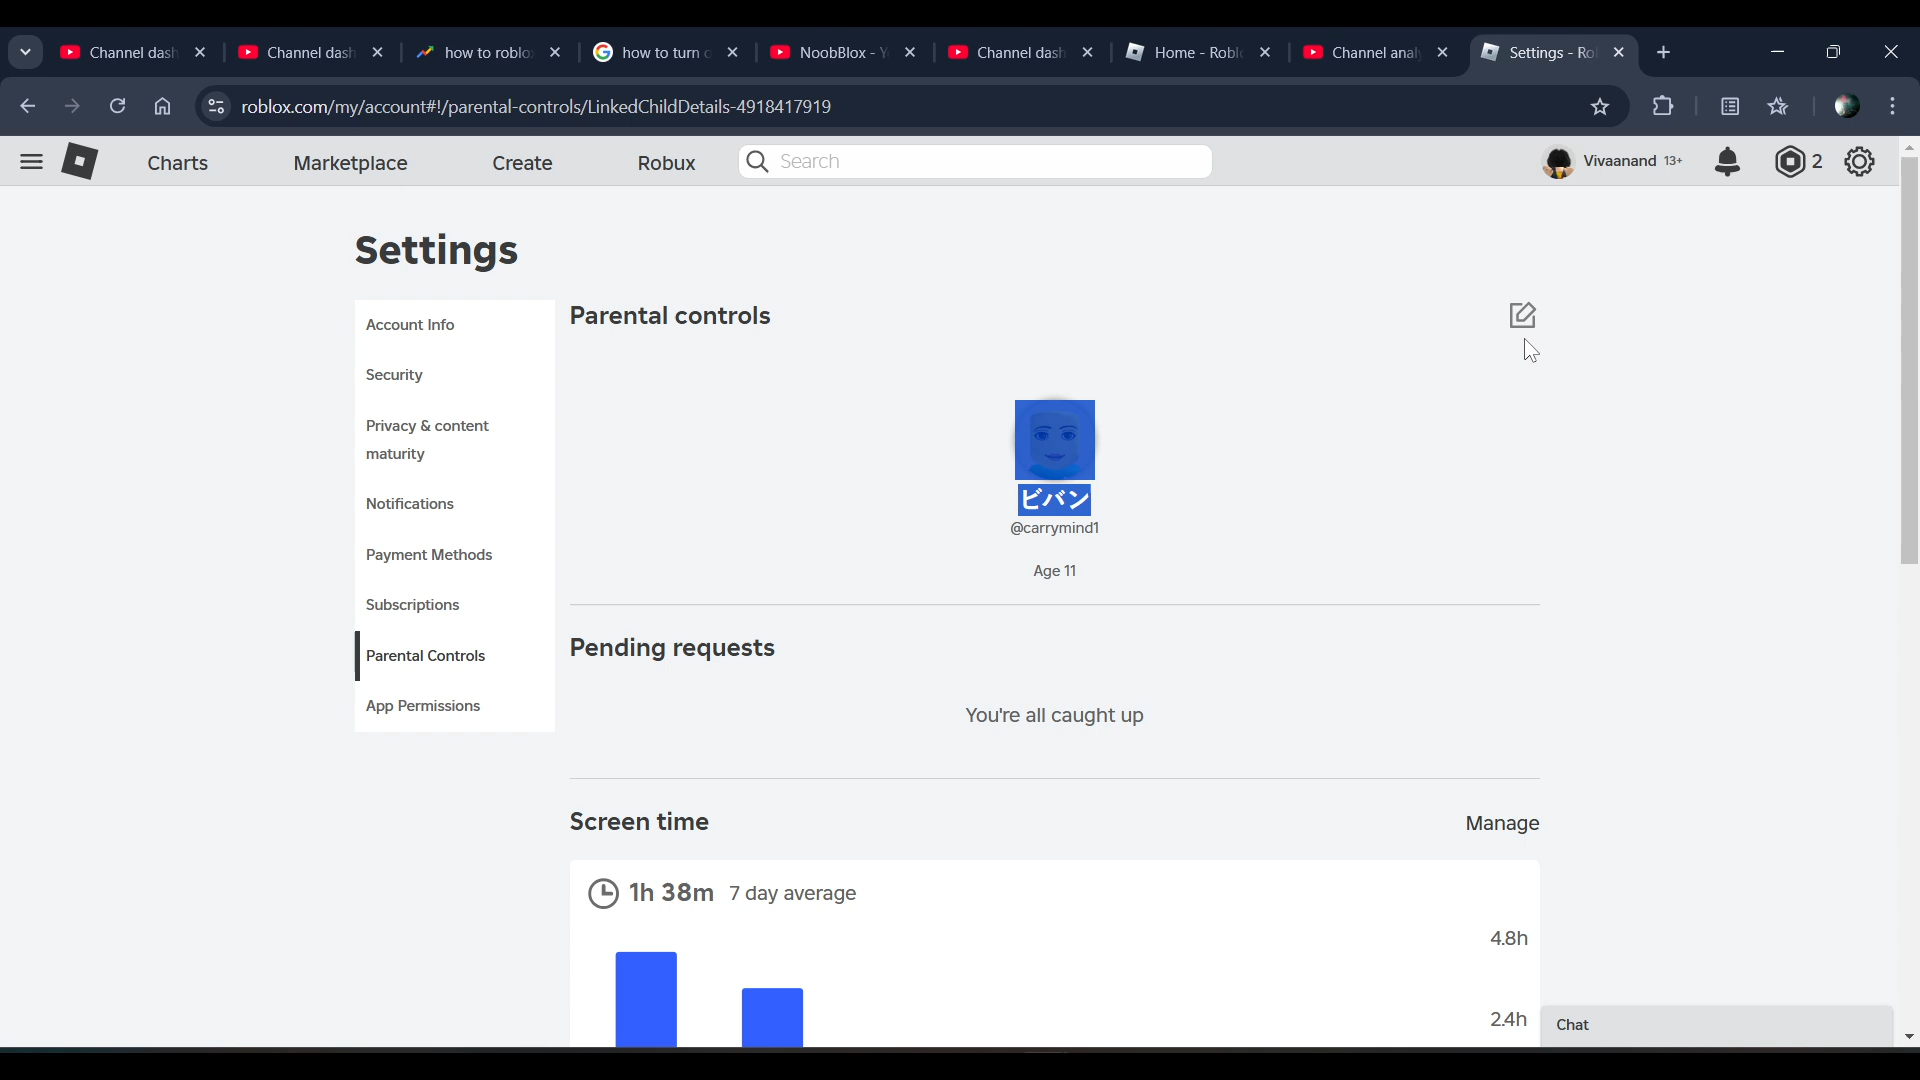 Channel dash
Channel dash
how to roblo
how to turn o
NoobBlox - Y
Channel dash
Home - Roblo
Channel analy
Settings - Rol
roblox.com/my/account#!/parental-controls/LinkedChildDetails-4918417919
Charts
Marketplace
Create
Robux
Search
Vivaanand 13+
2
Settings
Account Info
Security
Privacy & content
maturity
Notifications
Payment Methods
Subscriptions
Parental Controls
App Permissions
Parental controls
ビバン
@carrymind1
Age 11
Pending requests
You're all caught up
Screen time
Manage
1h 38m 7 day average
4.8h
2.4h
Chat